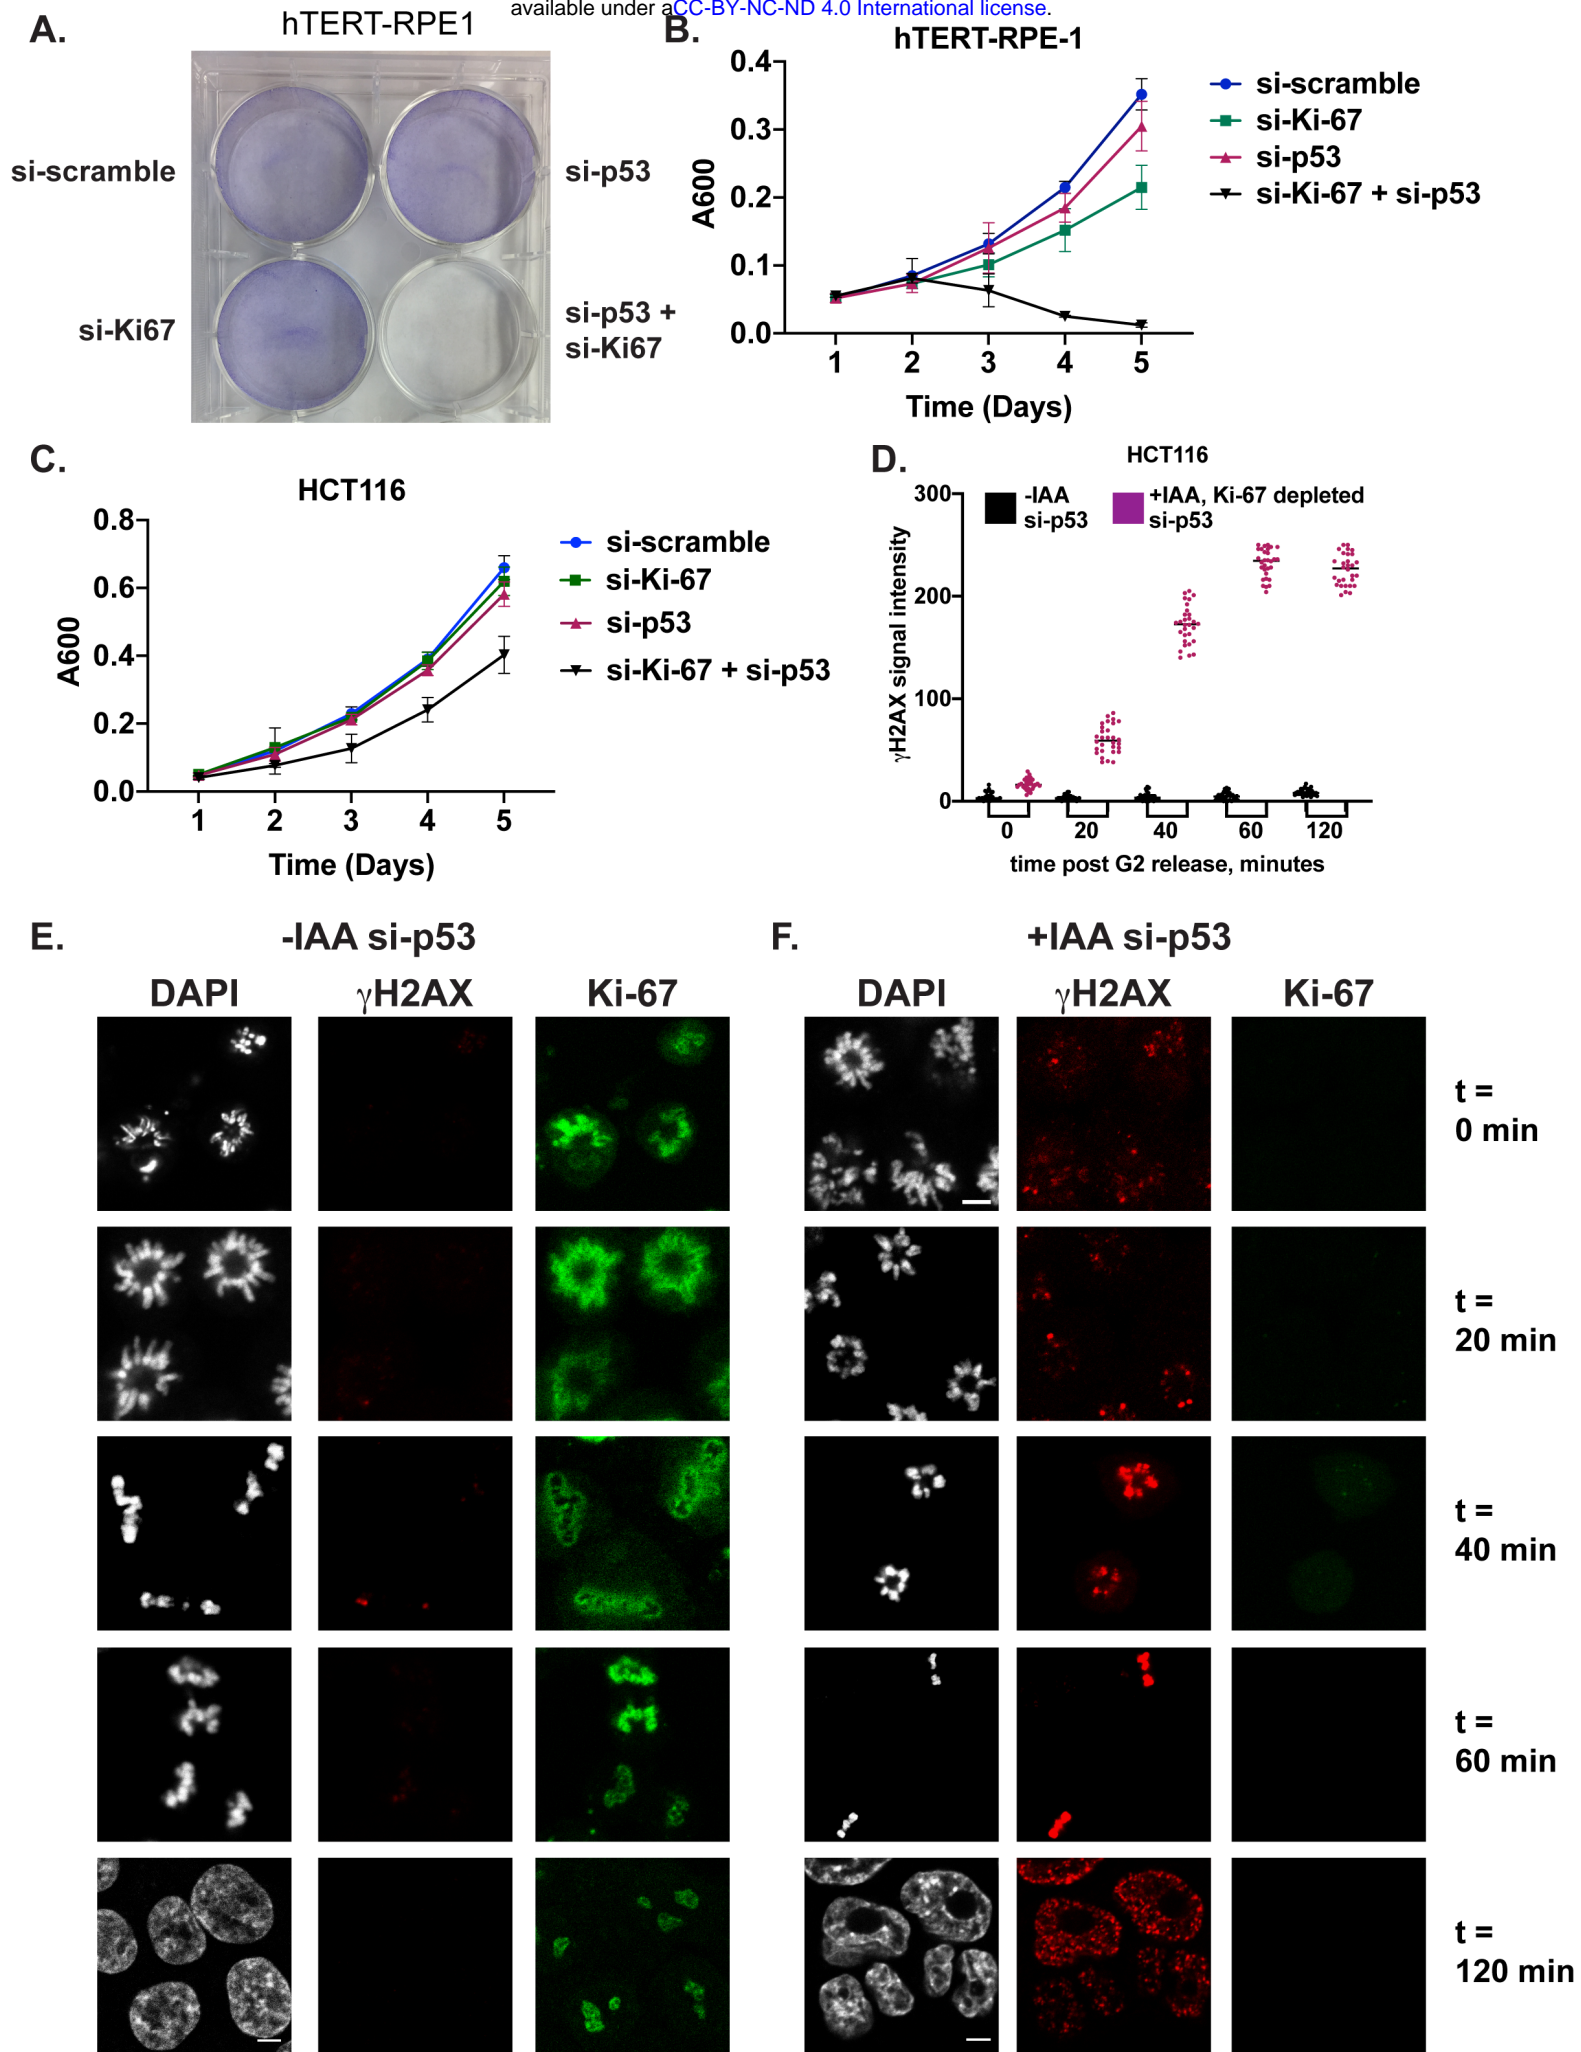 available under aCC-BY-NC-ND 4.0 International license.
A.
hTERT-RPE1
si-scramble
si-p53
si-Ki67
si-p53 +
si-Ki67
B.
hTERT-RPE-1
0.4
0.3
0.2
0.1
0.0
A600
1 2 3 4 5
Time (Days)
si-scramble
si-Ki-67
si-p53
si-Ki-67 + si-p53
C.
HCT116
0.8
0.6
0.4
0.2
0.0
A600
1 2 3 4 5
Time (Days)
si-scramble
si-Ki-67
si-p53
si-Ki-67 + si-p53
D.
HCT116
-IAA
si-p53
+IAA, Ki-67 depleted
si-p53
300
200
100
0
γH2AX signal intensity
0 20 40 60 120
time post G2 release, minutes
E.
-IAA si-p53
DAPI γH2AX Ki-67
F.
+IAA si-p53
DAPI γH2AX Ki-67
t =
0 min
t =
20 min
t =
40 min
t =
60 min
t =
120 min